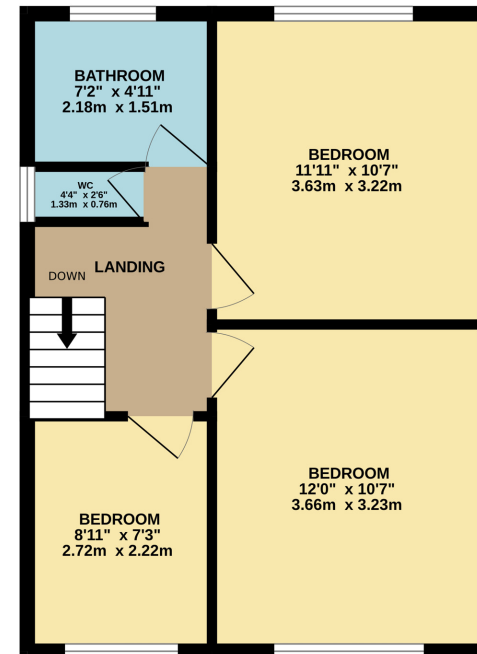 BATHROOM
7'2" x 4'11"
2.18m x 1.51m
BEDROOM
11'11" x 10'7"
3.63m x 3.22m
WC
4'4" x 2'6"
1.33m x 0.76m
LANDING
DOWN
BEDROOM
12'0" x 10'7"
3.66m x 3.23m
BEDROOM
8'11" x 7'3"
2.72m x 2.22m